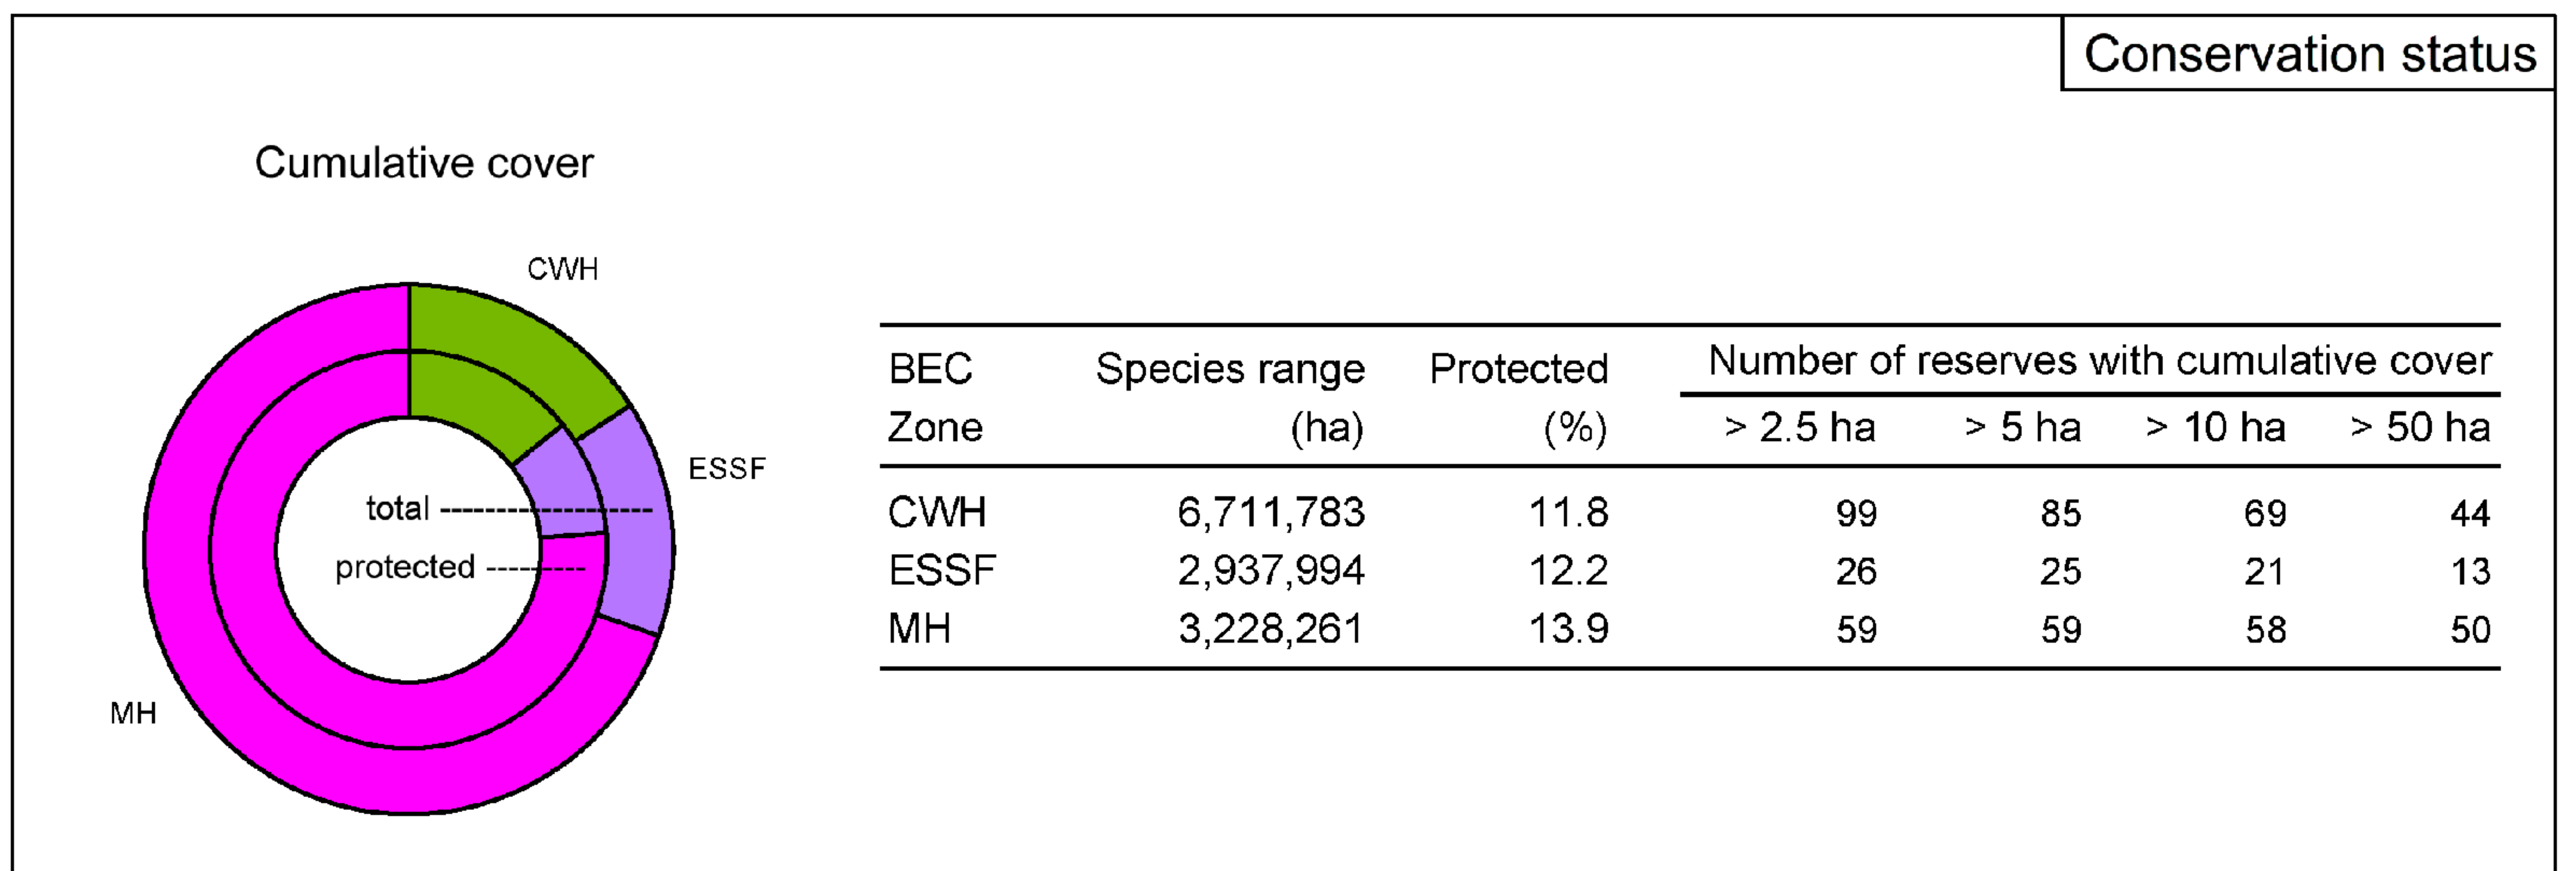 Conservation status
Cumulative cover
CWH
ESSF
total
protected
MH
BEC Species range Protected Number of reserves with cumulative cover
Zone (ha) (%) > 2.5 ha > 5 ha > 10 ha > 50 ha
CWH 6,711,783 11.8 99 85 69 44
ESSF 2,937,994 12.2 26 25 21 13
MH 3,228,261 13.9 59 59 58 50